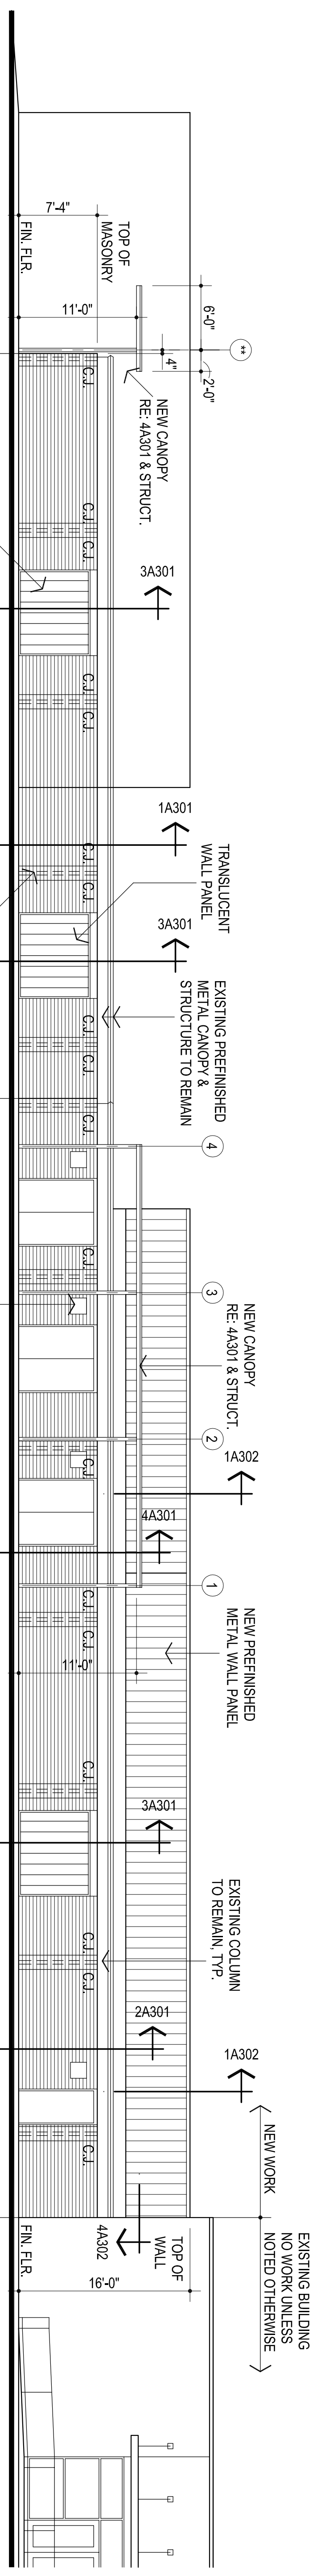 7'-4"
TOP OF
MASONRY
FIN. FLR.
11'-0"
6'-0"
4"
2'-0"
**
NEW CANOPY
RE: 4A301 & STRUCT.
C.J.
C.J.
C.J.
3A301
C.J.
C.J.
1A301
C.J.
C.J.
TRANSLUCENT
WALL PANEL
3A301
EXISTING PREFINISHED
METAL CANOPY &
STRUCTURE TO REMAIN
C.J.
C.J.
C.J.
4
C.J.
3
NEW CANOPY
RE: 4A301 & STRUCT.
2
C.J.
1A302
4A301
1
C.J.
C.J.
11'-0"
NEW PREFINISHED
METAL WALL PANEL
C.J.
3A301
EXISTING COLUMN
TO REMAIN, TYP.
C.J.
C.J.
2A301
1A302
C.J.
NEW WORK
EXISTING BUILDING
NO WORK UNLESS
NOTED OTHERWISE
TOP OF
WALL
4A302
16'-0"
FIN. FLR.